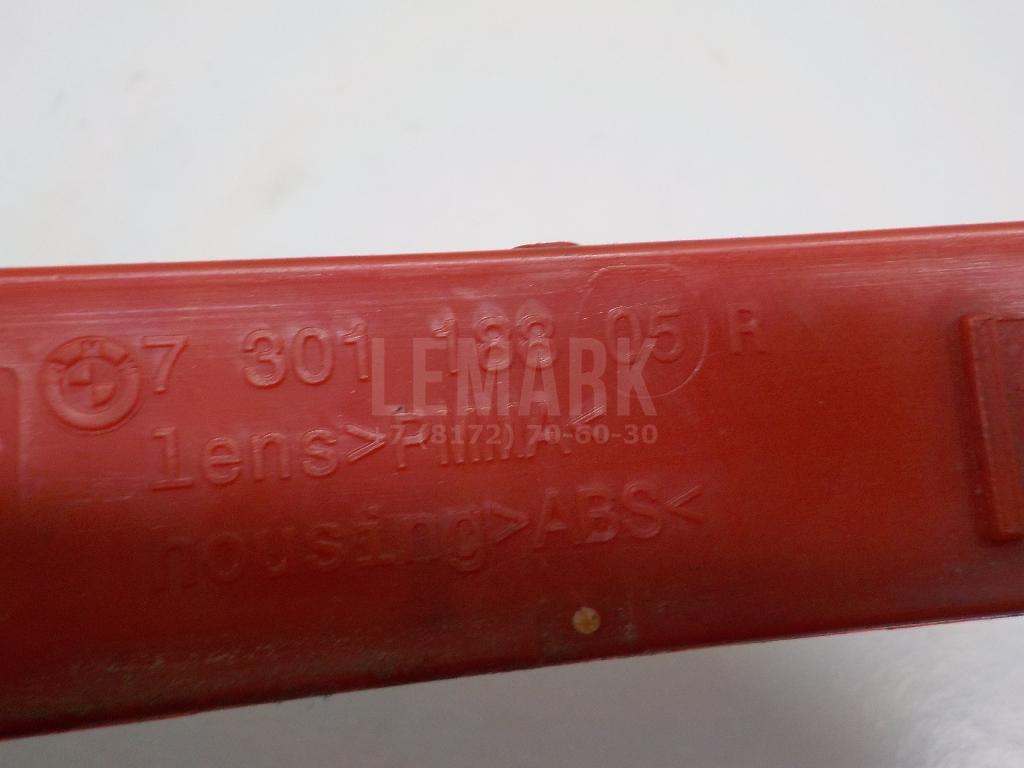 7 301 188 05 R
LEMARK
lens>PMMA<
+7 (8172) 70-60-30
housing>ABS<